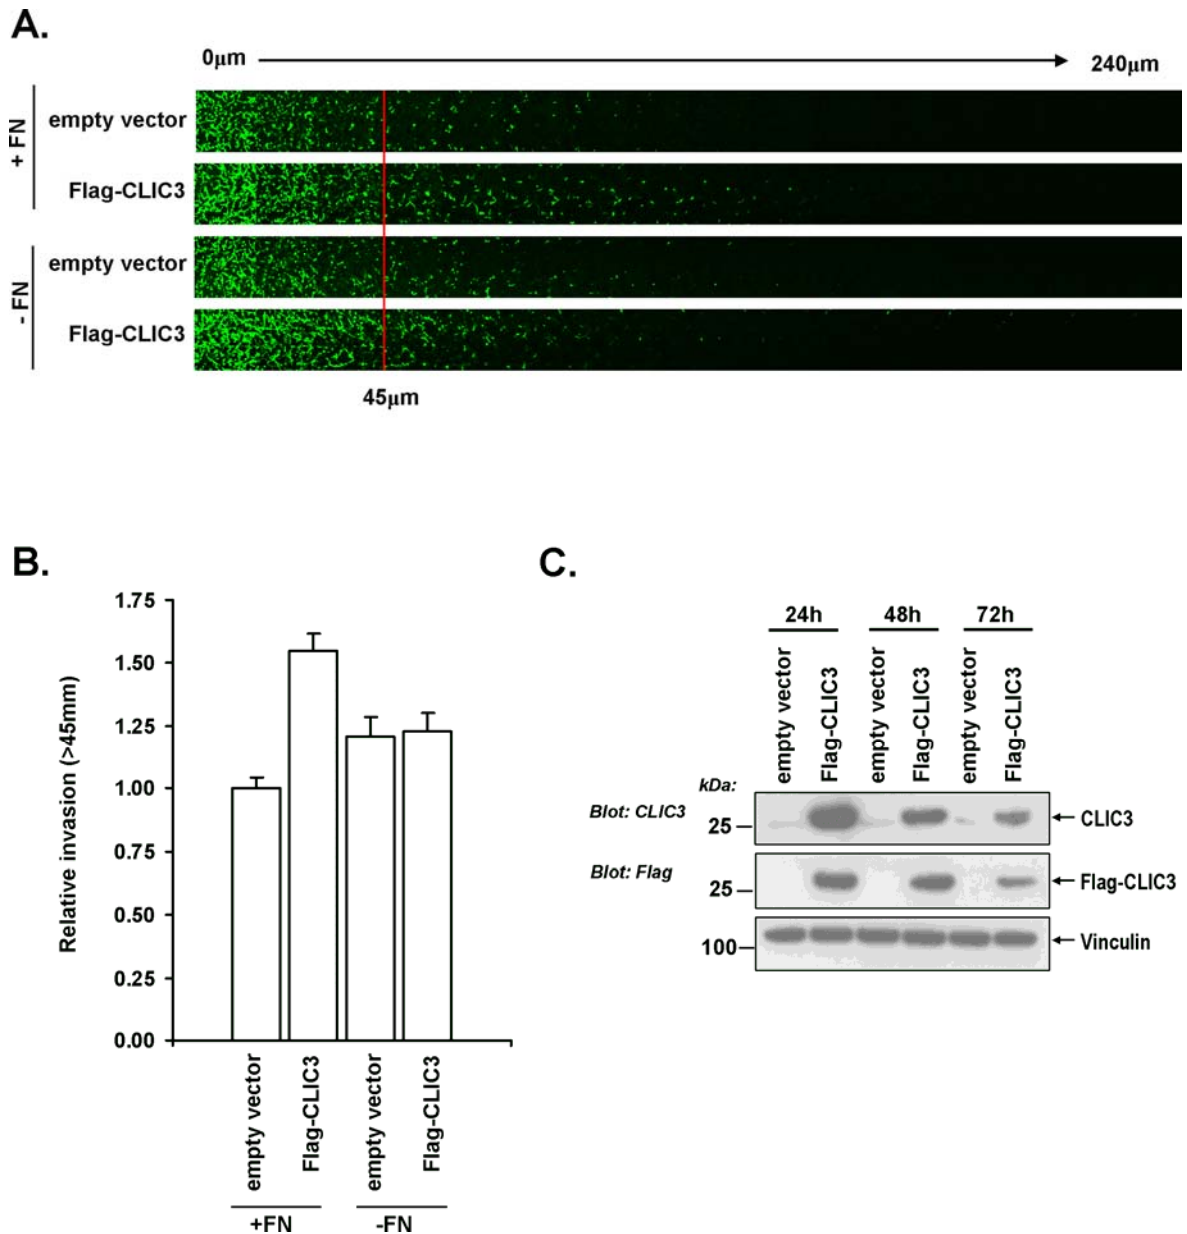 A.
0μm
240μm
+ FN
empty vector
Flag-CLIC3
- FN
empty vector
Flag-CLIC3
45μm
B.
Relative invasion (>45mm)
1.75
1.50
1.25
1.00
0.75
0.50
0.25
0.00
empty vector
Flag-CLIC3
empty vector
Flag-CLIC3
+FN
-FN
C.
24h 48h 72h
empty vector
Flag-CLIC3
empty vector
Flag-CLIC3
empty vector
Flag-CLIC3
kDa:
Blot: CLIC3
25
CLIC3
Blot: Flag
25
Flag-CLIC3
100
Vinculin